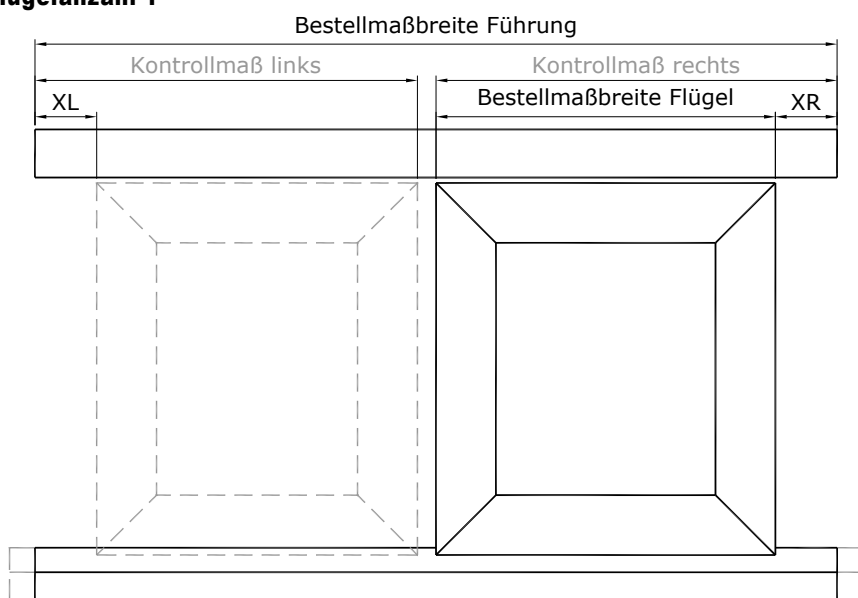 Bestellmaßbreite Führung
Kontrollmaß links Kontrollmaß rechts
XL Bestellmaßbreite Flügel XR